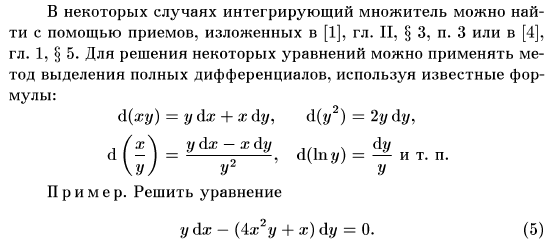 В некоторых случаях интегрирующий множитель можно най-
ти с помощью приемов, изложенных в [1], гл. II, § 3, п. 3 или в [4],
гл. 1, § 5. Для решения некоторых уравнений можно применять ме-
тод выделения полных дифференциалов, используя известные фор-
мулы:
d(xy) = y dx + x dy, d(y²) = 2y dy,
d(x/y) = (y dx − x dy)/y², d(ln y) = dy/y и т. п.
Пример. Решить уравнение
y dx − (4x²y + x) dy = 0. (5)